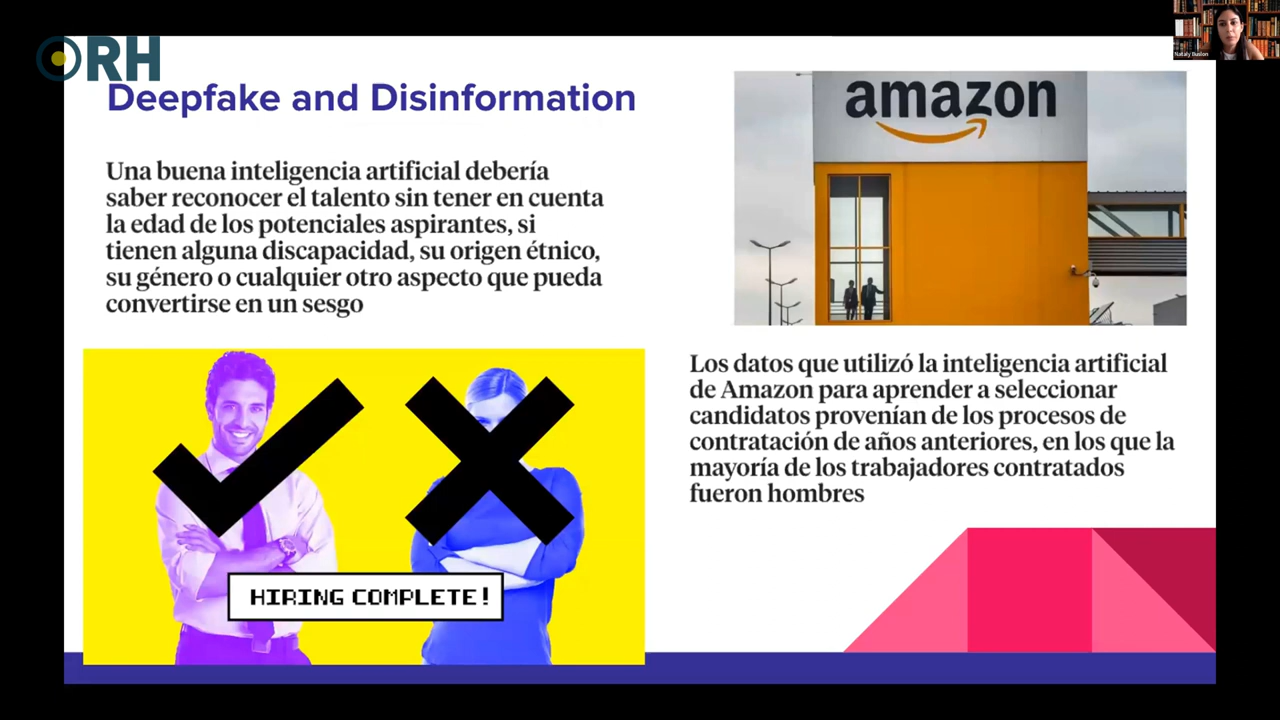 ORH
Deepfake and Disinformation
Una buena inteligencia artificial debería
saber reconocer el talento sin tener en cuenta
la edad de los potenciales aspirantes, si
tienen alguna discapacidad, su origen étnico,
su género o cualquier otro aspecto que pueda
convertirse en un sesgo
HIRING COMPLETE!
amazon
Los datos que utilizó la inteligencia artificial
de Amazon para aprender a seleccionar
candidatos provenían de los procesos de
contratación de años anteriores, en los que la
mayoría de los trabajadores contratados
fueron hombres
Nataly Buslón